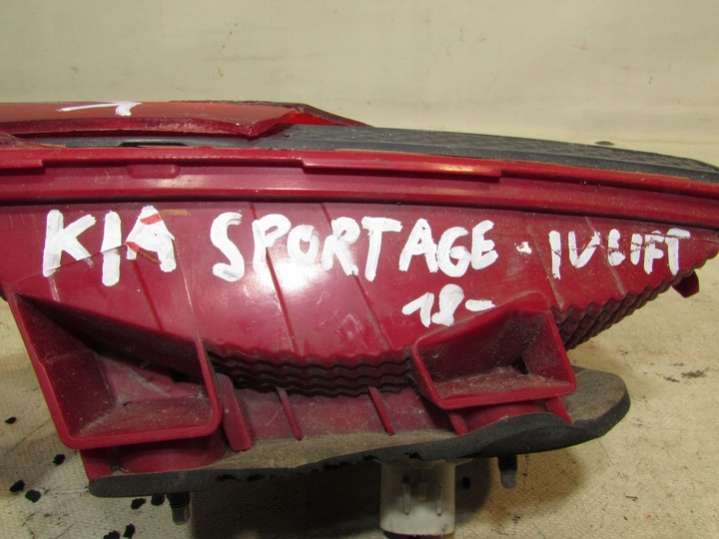 KIA SPORTAGE - IV LIFT
18-